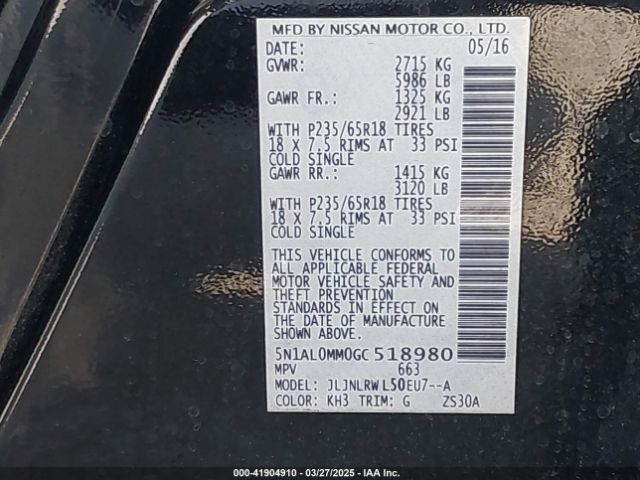 MFD BY NISSAN MOTOR CO., LTD.
DATE: 05/16
GVWR: 2715 KG
5986 LB
GAWR FR.: 1325 KG
2921 LB
WITH P235/65R18 TIRES
18 X 7.5 RIMS AT 33 PSI
COLD SINGLE
GAWR RR.: 1415 KG
3120 LB
WITH P235/65R18 TIRES
18 X 7.5 RIMS AT 33 PSI
COLD SINGLE
THIS VEHICLE CONFORMS TO
ALL APPLICABLE FEDERAL
MOTOR VEHICLE SAFETY AND
THEFT PREVENTION
STANDARDS IN EFFECT ON
THE DATE OF MANUFACTURE
SHOWN ABOVE.
5N1AL0MM0GC518980
MPV 663
MODEL: JLJNLRWL50EU7--A
COLOR: KH3 TRIM: G ZS30A
000-41904910 - 03/27/2025 - IAA Inc.